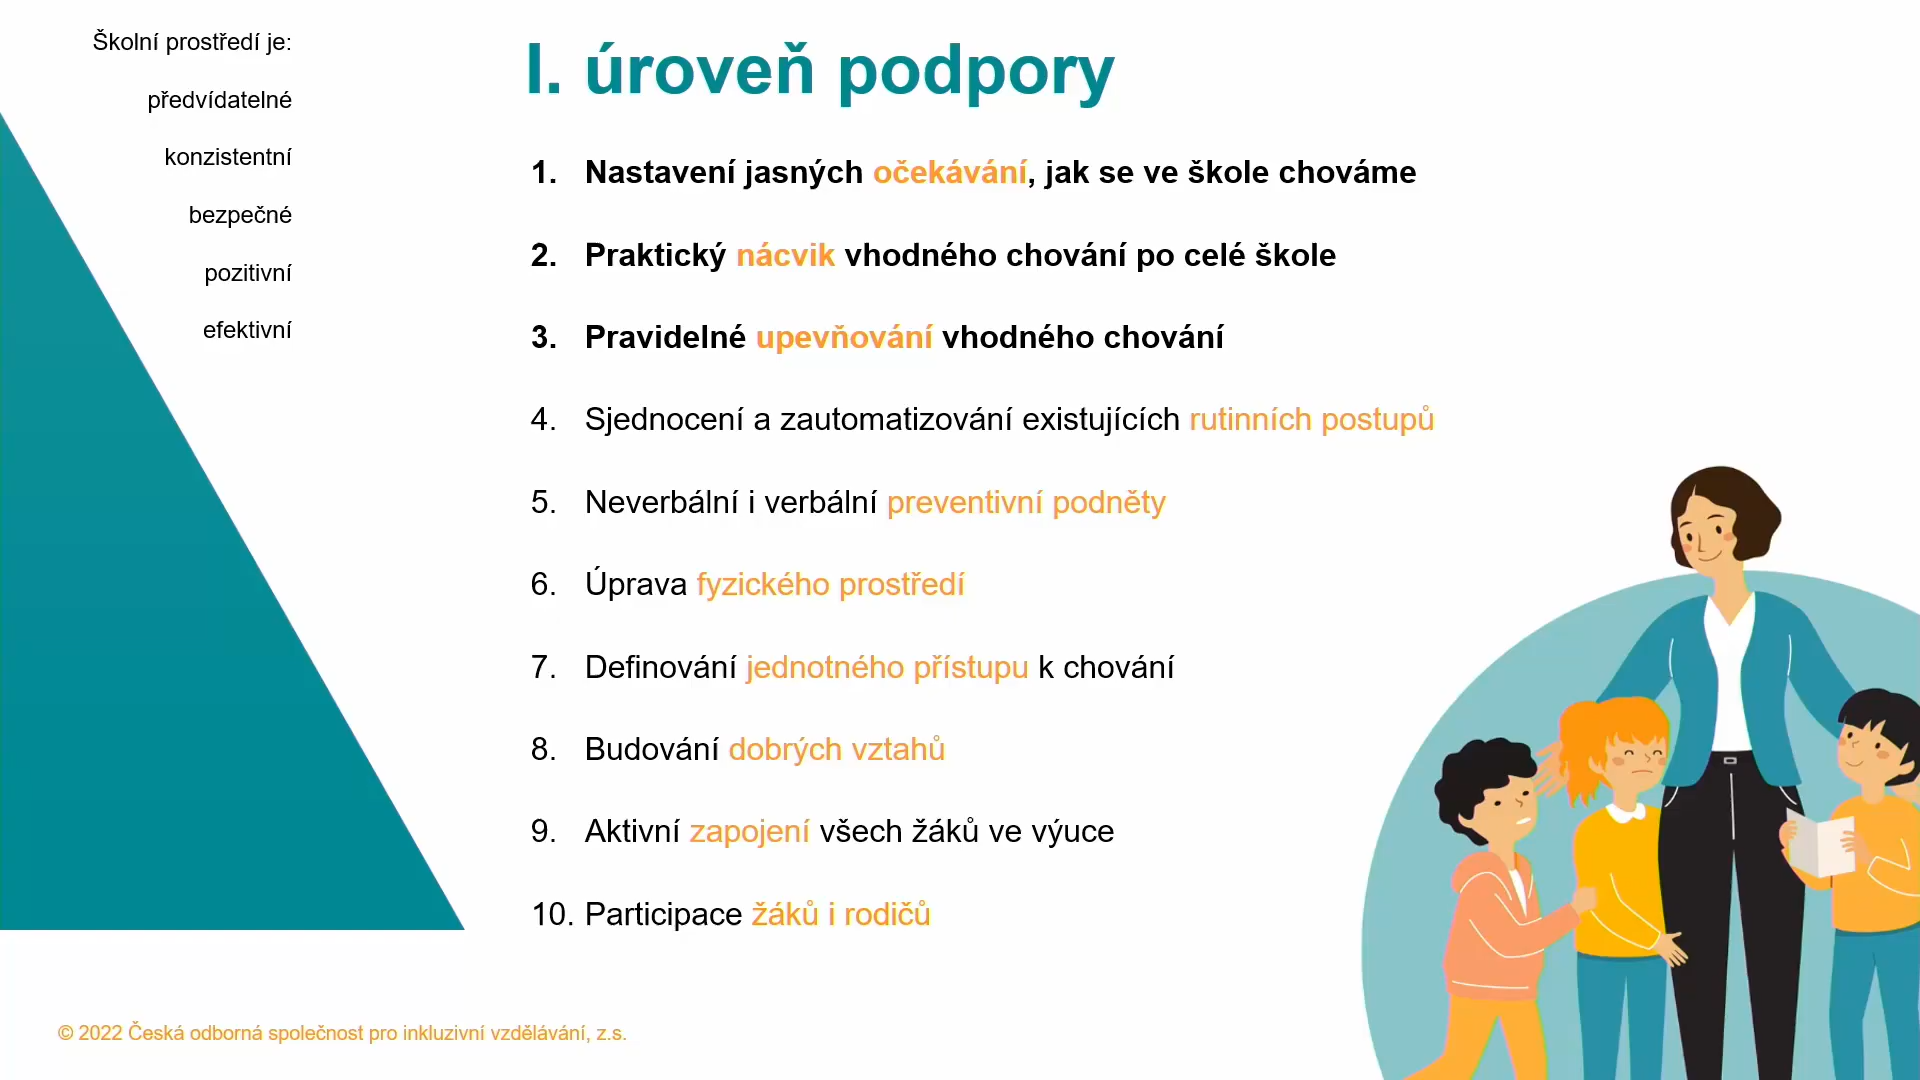 Školní prostředí je:
předvídatelné
konzistentní
bezpečné
pozitivní
efektivní
I. úroveň podpory
1. Nastavení jasných očekávání, jak se ve škole chováme
2. Praktický nácvik vhodného chování po celé škole
3. Pravidelné upevňování vhodného chování
4. Sjednocení a zautomatizování existujících rutinních postupů
5. Neverbální i verbální preventivní podněty
6. Úprava fyzického prostředí
7. Definování jednotného přístupu k chování
8. Budování dobrých vztahů
9. Aktivní zapojení všech žáků ve výuce
10. Participace žáků i rodičů
© 2022 Česká odborná společnost pro inkluzivní vzdělávání, z.s.